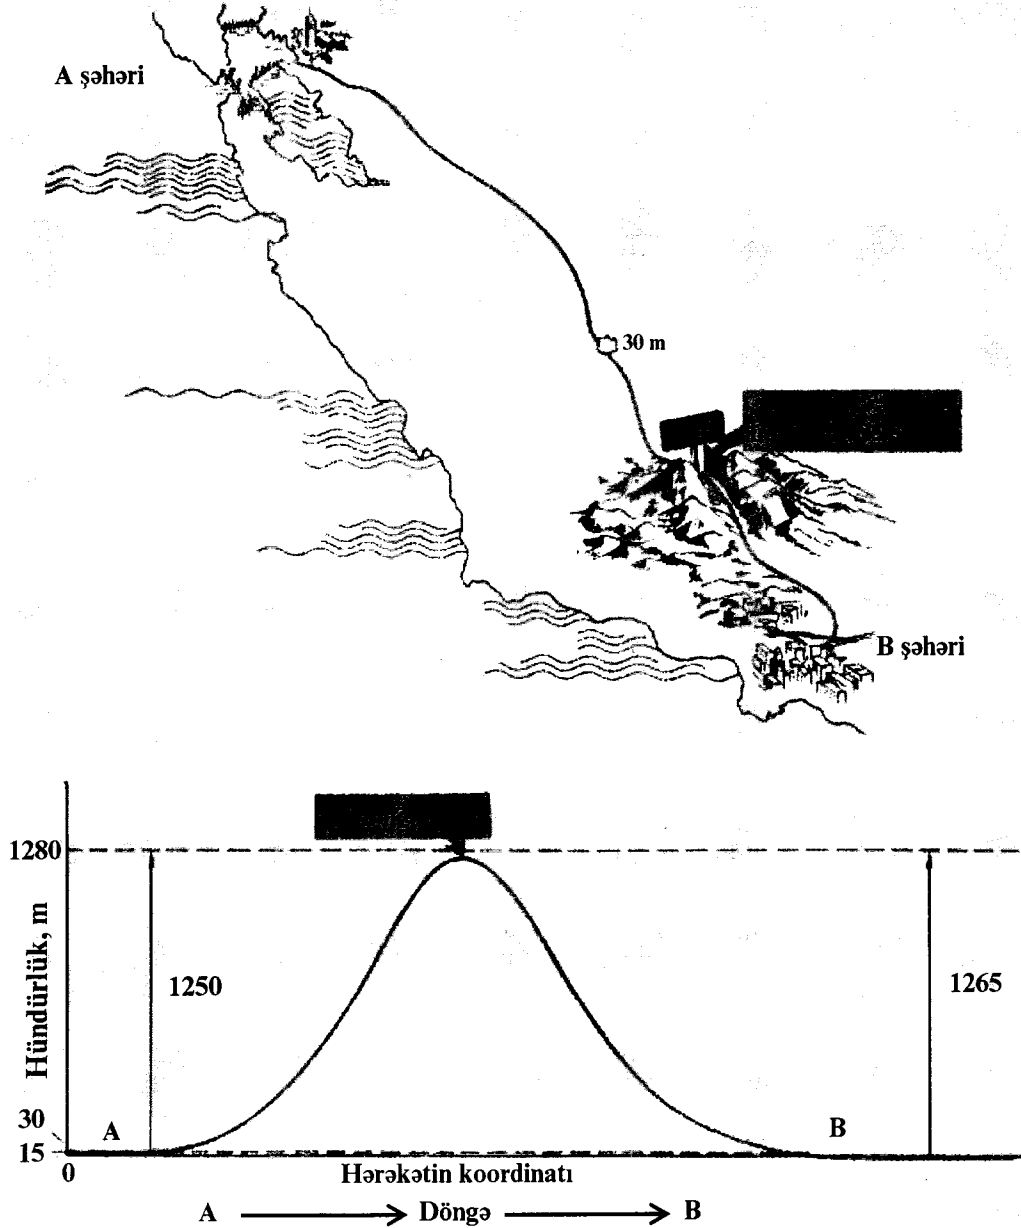 A şəhəri
30 m
B şəhəri
1280
1250
1265
Hündürlük, m
30
A
B
15
0
Hərəkətin koordinatı
A Döngə B